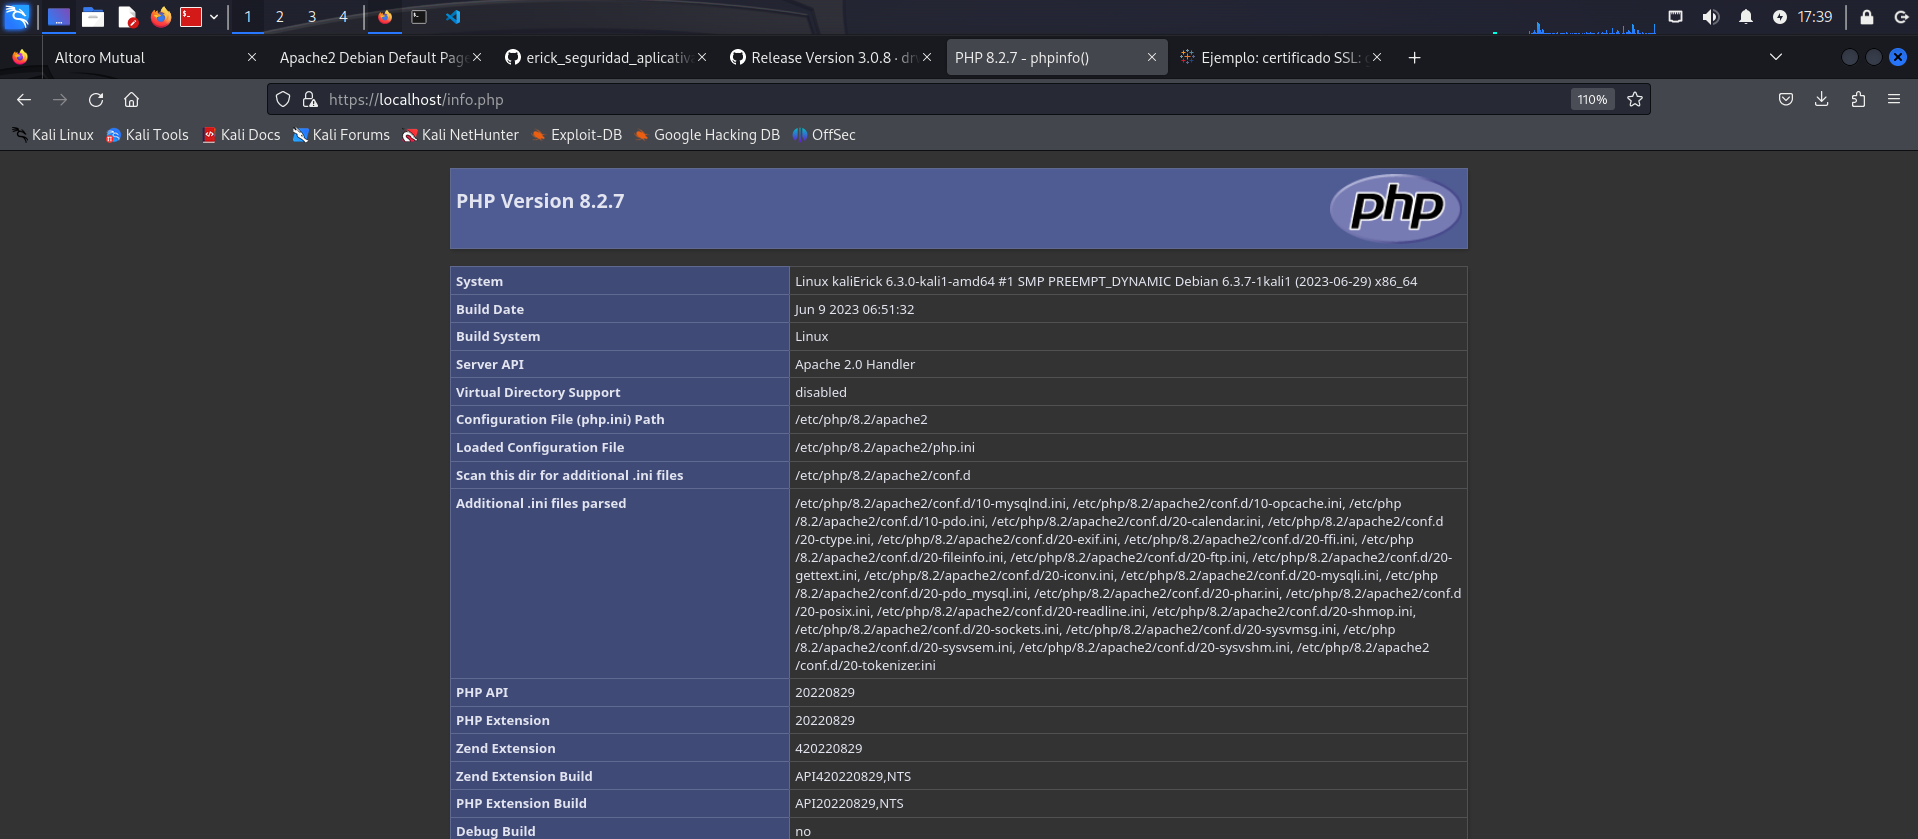 1 2 3 4 17:39
Altoro Mutual
Apache2 Debian Default Page
erick_seguridad_aplicativa
Release Version 3.0.8 · drv
PHP 8.2.7 - phpinfo()
Ejemplo: certificado SSL: g
https://localhost/info.php
110%
Kali Linux
Kali Tools
Kali Docs
Kali Forums
Kali NetHunter
Exploit-DB
Google Hacking DB
OffSec
PHP Version 8.2.7
php
System Linux kaliErick 6.3.0-kali1-amd64 #1 SMP PREEMPT_DYNAMIC Debian 6.3.7-1kali1 (2023-06-29) x86_64
Build Date Jun 9 2023 06:51:32
Build System Linux
Server API Apache 2.0 Handler
Virtual Directory Support disabled
Configuration File (php.ini) Path /etc/php/8.2/apache2
Loaded Configuration File /etc/php/8.2/apache2/php.ini
Scan this dir for additional .ini files /etc/php/8.2/apache2/conf.d
Additional .ini files parsed /etc/php/8.2/apache2/conf.d/10-mysqlnd.ini, /etc/php/8.2/apache2/conf.d/10-opcache.ini, /etc/php
/8.2/apache2/conf.d/10-pdo.ini, /etc/php/8.2/apache2/conf.d/20-calendar.ini, /etc/php/8.2/apache2/conf.d
/20-ctype.ini, /etc/php/8.2/apache2/conf.d/20-exif.ini, /etc/php/8.2/apache2/conf.d/20-ffi.ini, /etc/php
/8.2/apache2/conf.d/20-fileinfo.ini, /etc/php/8.2/apache2/conf.d/20-ftp.ini, /etc/php/8.2/apache2/conf.d/20-
gettext.ini, /etc/php/8.2/apache2/conf.d/20-iconv.ini, /etc/php/8.2/apache2/conf.d/20-mysqli.ini, /etc/php
/8.2/apache2/conf.d/20-pdo_mysql.ini, /etc/php/8.2/apache2/conf.d/20-phar.ini, /etc/php/8.2/apache2/conf.d
/20-posix.ini, /etc/php/8.2/apache2/conf.d/20-readline.ini, /etc/php/8.2/apache2/conf.d/20-shmop.ini,
/etc/php/8.2/apache2/conf.d/20-sockets.ini, /etc/php/8.2/apache2/conf.d/20-sysvmsg.ini, /etc/php
/8.2/apache2/conf.d/20-sysvsem.ini, /etc/php/8.2/apache2/conf.d/20-sysvshm.ini, /etc/php/8.2/apache2
/conf.d/20-tokenizer.ini
PHP API 20220829
PHP Extension 20220829
Zend Extension 420220829
Zend Extension Build API420220829,NTS
PHP Extension Build API20220829,NTS
Debug Build no